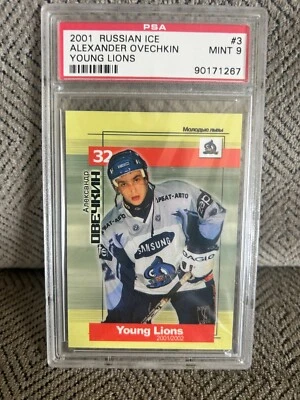 PSA
2001 RUSSIAN ICE #3
ALEXANDER OVECHKIN MINT 9
YOUNG LIONS
90171267
Молодые львы
32
Александр
ОВЕЧКИН
SAMSUNG
Young Lions
2001/2002